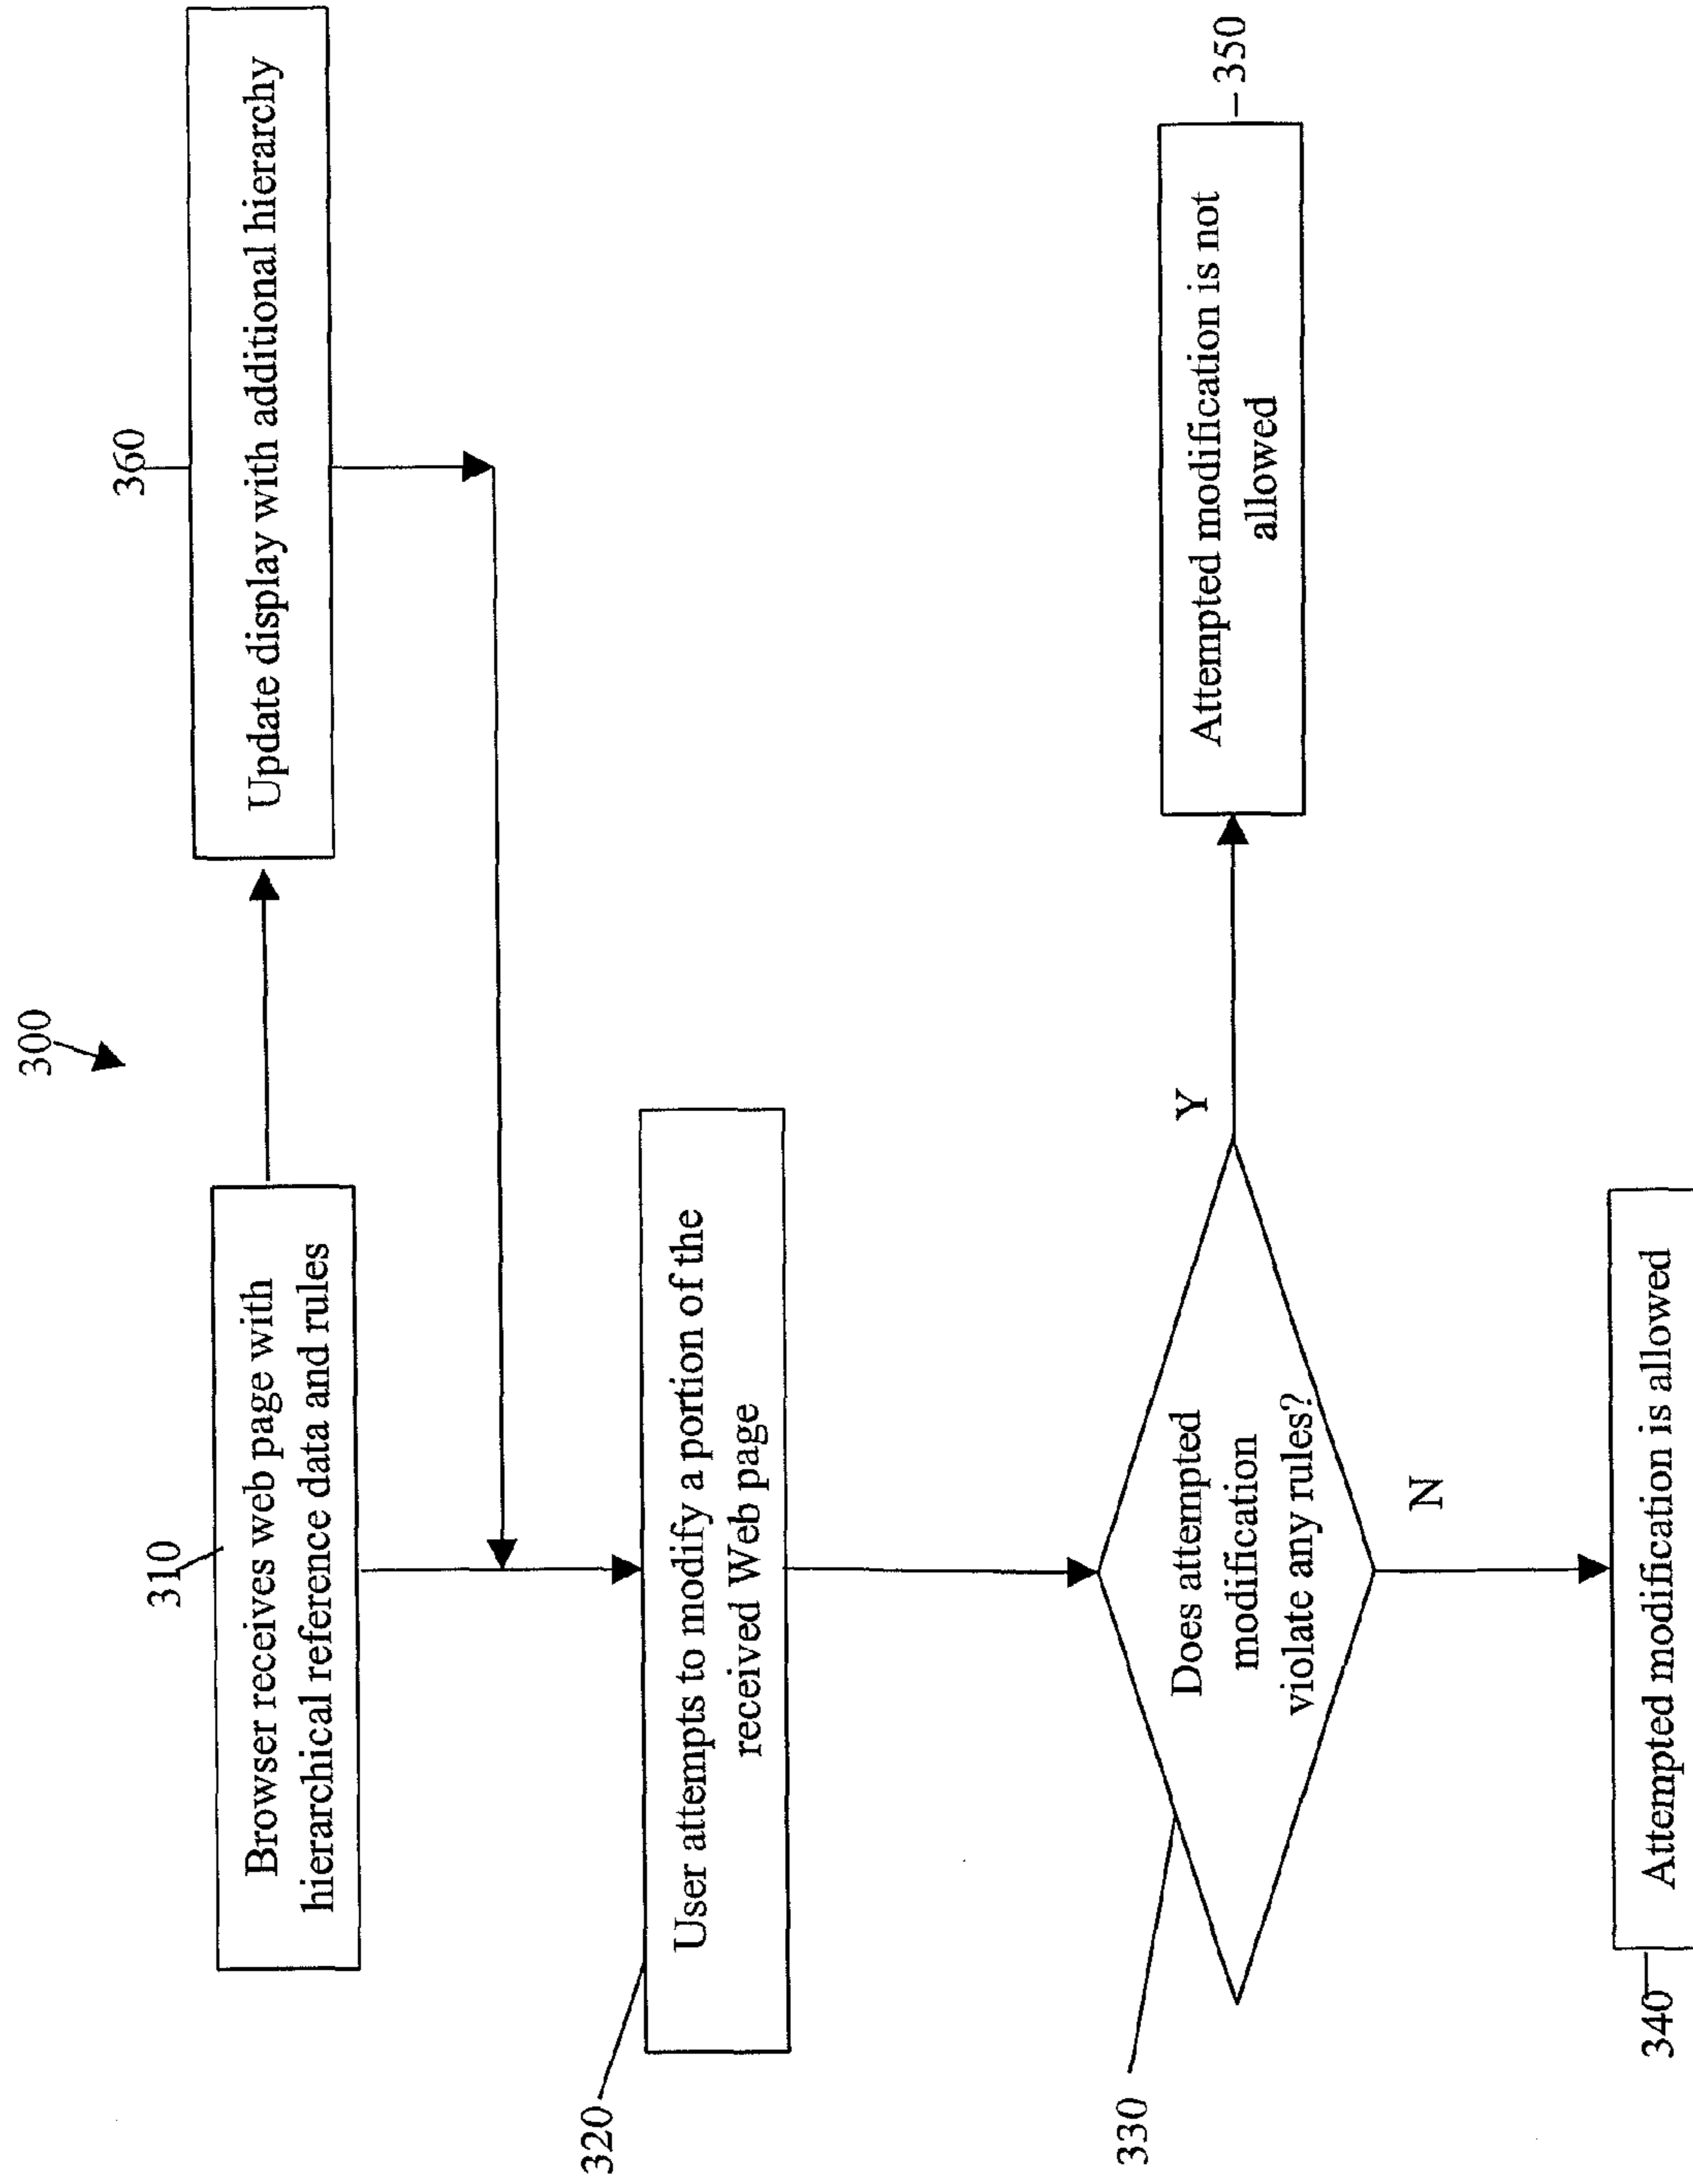 300
310
Browser receives web page with
hierarchical reference data and rules
360
Update display with additional hierarchy
320
User attempts to modify a portion of the
received Web page
330
Does attempted
modification
violate any rules?
Y
350
Attempted modification is not
allowed
N
340
Attempted modification is allowed